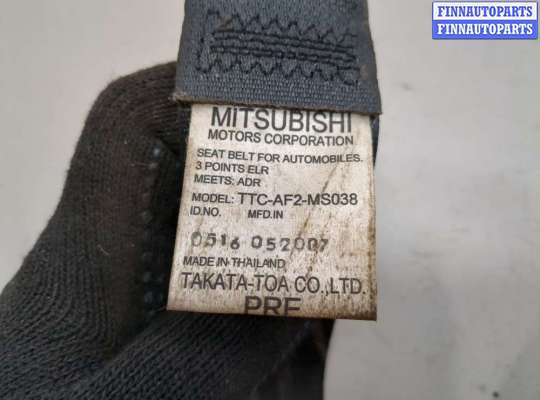 FINNAUTOPARTS
FINNAUTOPARTS
MITSUBISHI
MOTORS CORPORATION
SEAT BELT FOR AUTOMOBILES.
3 POINTS ELR
MEETS: ADR
MODEL: TTC-AF2-MS038
ID.NO. MFD.IN
0516 052007
MADE IN THAILAND
TAKATA-TOA CO.,LTD.
PRE